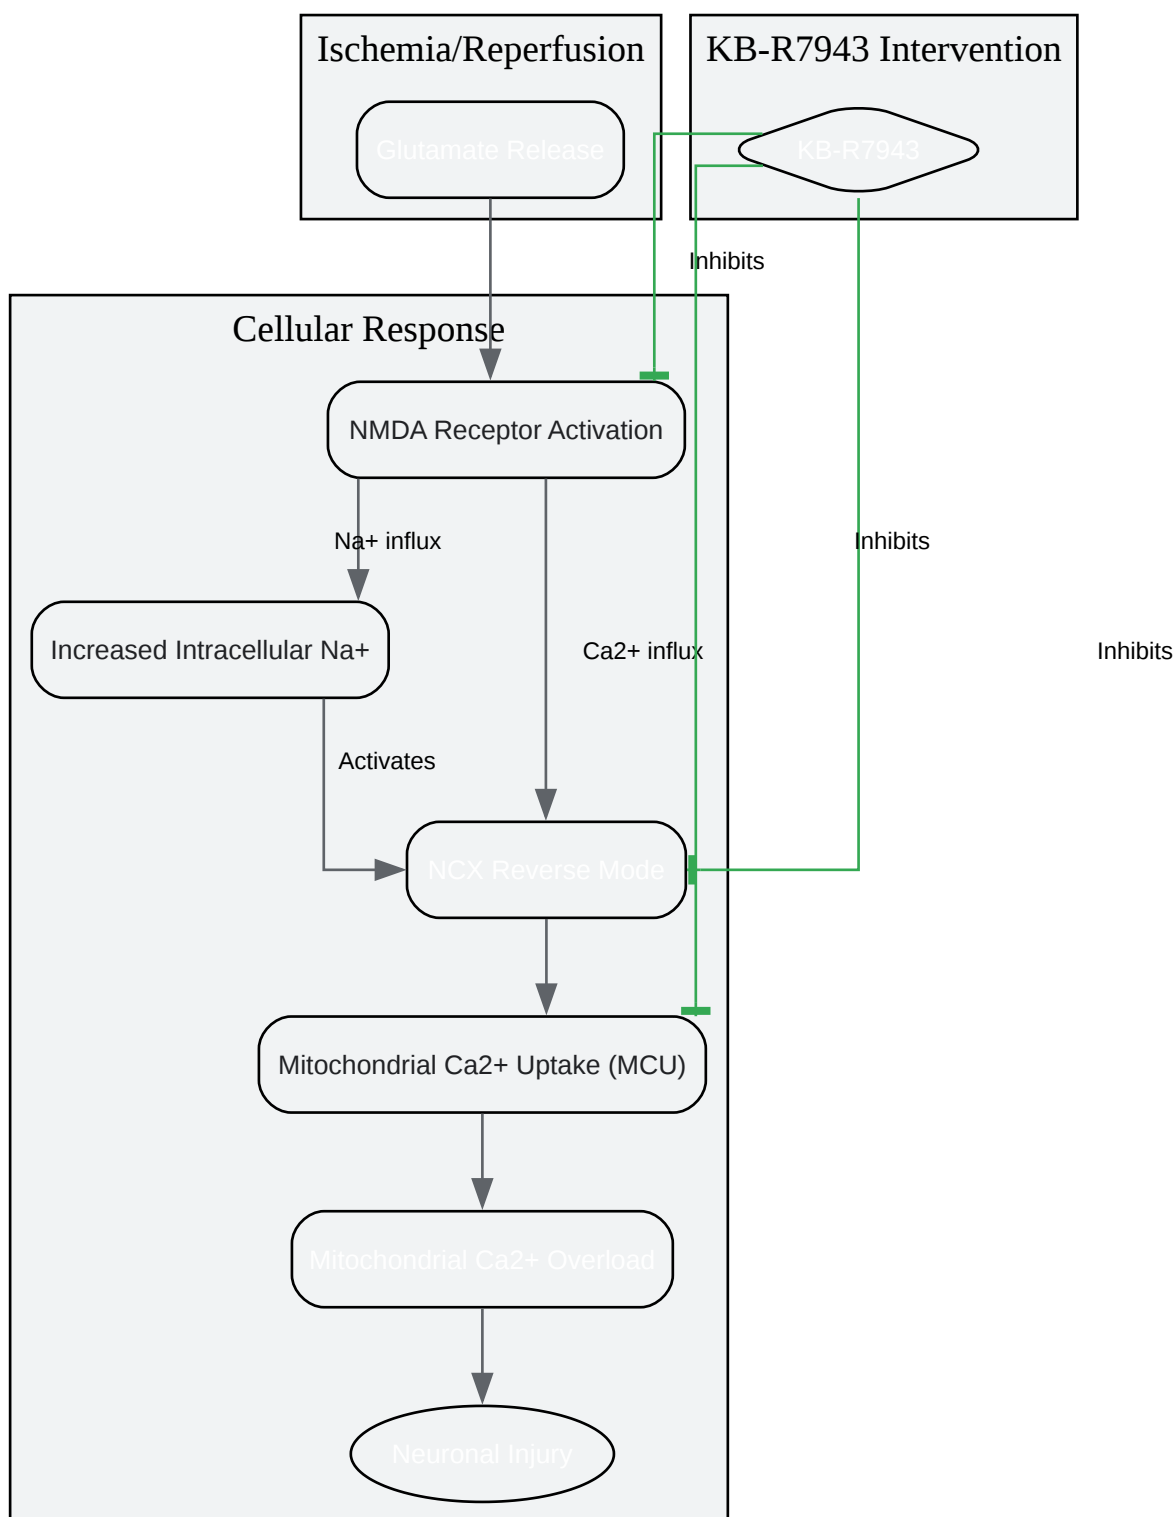 Ischemia/Reperfusion
KB-R7943 Intervention
Glutamate Release
KB-R7943
Inhibits
Cellular Response
NMDA Receptor Activation
Na+ influx
Inhibits
Increased Intracellular Na+
Ca2+ influx
Inhibits
Activates
NCX Reverse Mode
Mitochondrial Ca2+ Uptake (MCU)
Mitochondrial Ca2+ Overload
Neuronal Injury